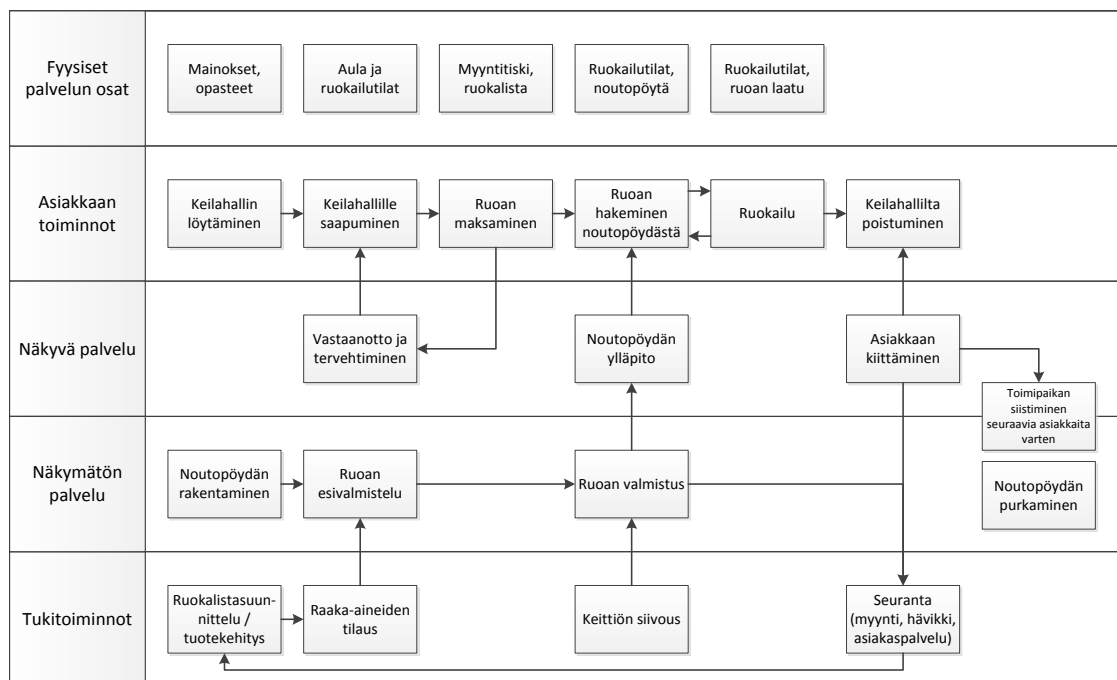 Fyysiset
palvelun osat
Mainokset,
opasteet
Aula ja
ruokailutilat
Myyntitiski,
ruokalista
Ruokailutilat,
noutopöytä
Ruokailutilat,
ruoan laatu
Asiakkaan
toiminnot
Keilahallin
löytäminen
Keilahallille
saapuminen
Ruoan
maksaminen
Ruoan
hakeminen
noutopöydästä
Ruokailu
Keilahallilta
poistuminen
Näkyvä palvelu
Vastaanotto ja
tervehtiminen
Noutopöydän
ylläpito
Asiakkaan
kiittäminen
Toimipaikan
siistiminen
seuraavia asiakkaita
varten
Näkymätön
palvelu
Noutopöydän
rakentaminen
Ruoan
esivalmistelu
Ruoan valmistus
Noutopöydän
purkaminen
Tukitoiminnot
Ruokalistasuun-
nittelu /
tuotekehitys
Raaka-aineiden
tilaus
Keittiön siivous
Seuranta
(myynti, hävikki,
asiakaspalvelu)